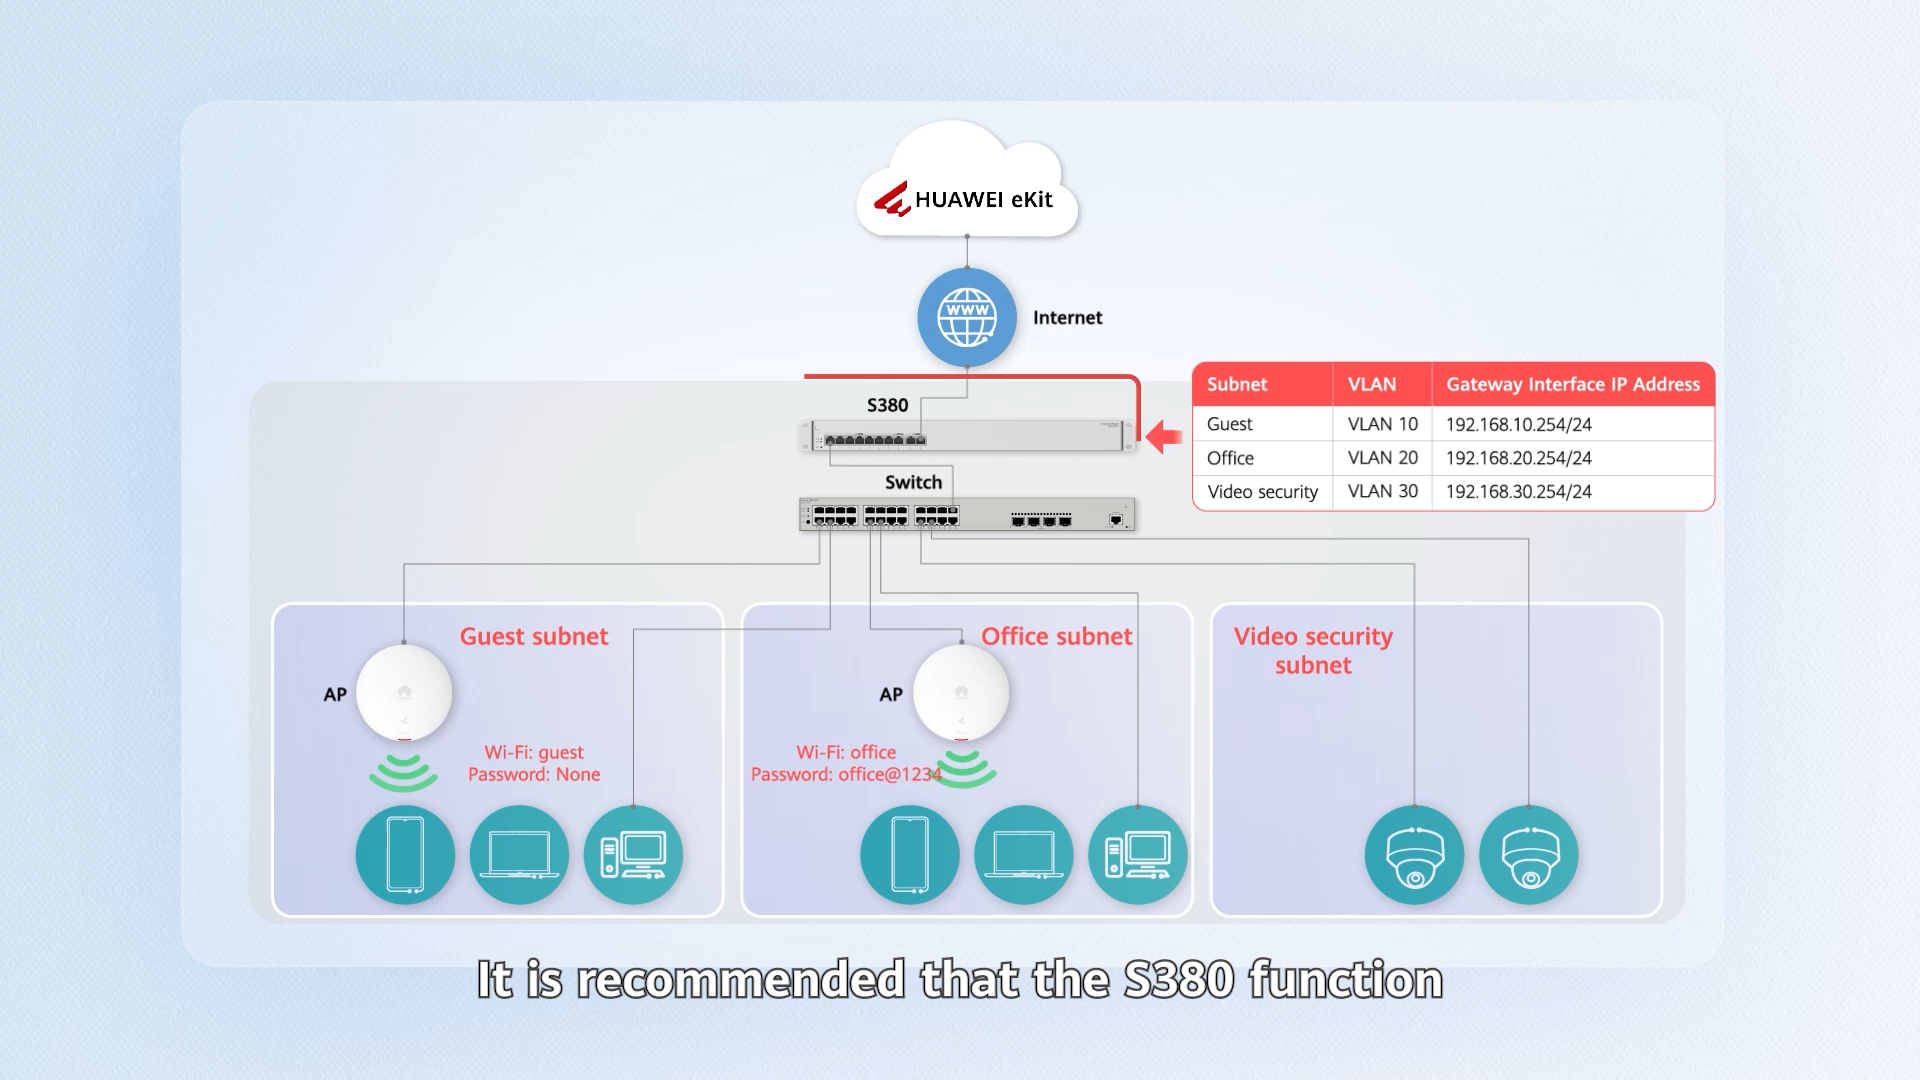 HUAWEI eKit
WWW
Internet
S380
Switch
Subnet VLAN Gateway Interface IP Address
Guest VLAN 10 192.168.10.254/24
Office VLAN 20 192.168.20.254/24
Video security VLAN 30 192.168.30.254/24
Guest subnet
AP
Wi-Fi: guest
Password: None
Office subnet
AP
Wi-Fi: office
Password: office@1234
Video security
subnet
It is recommended that the S380 function